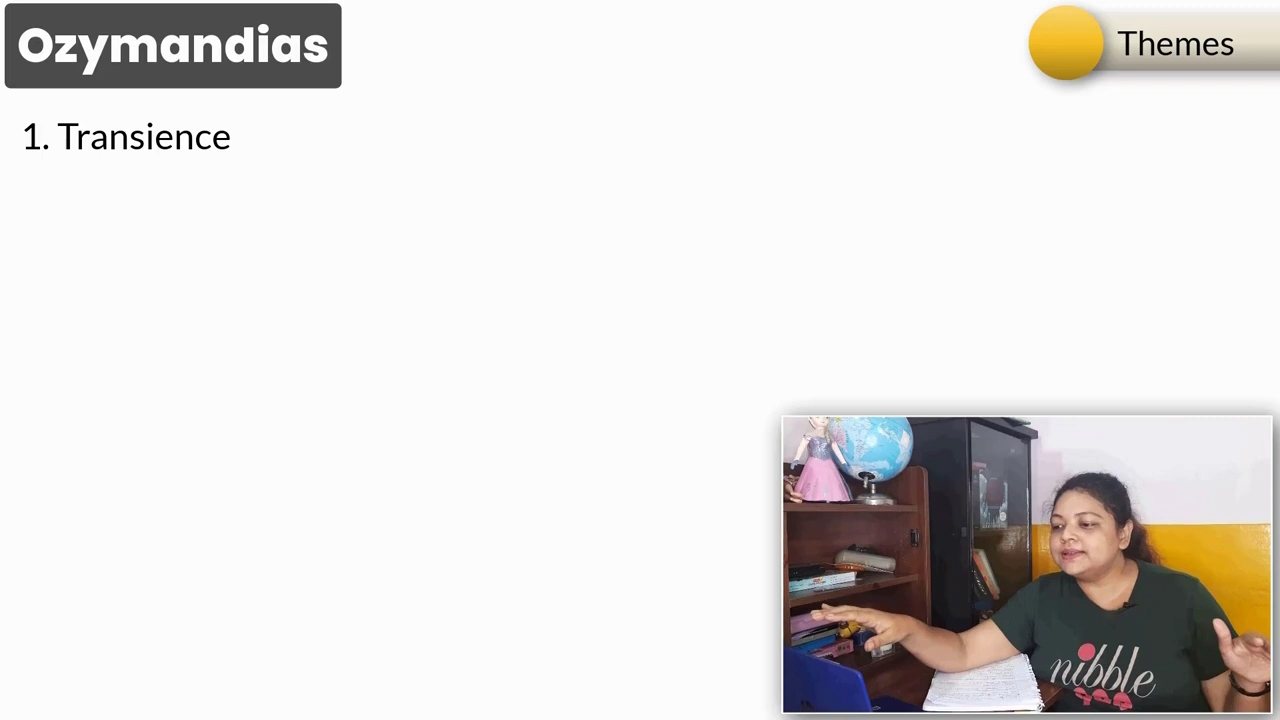 Ozymandias
Themes
1. Transience
nibble